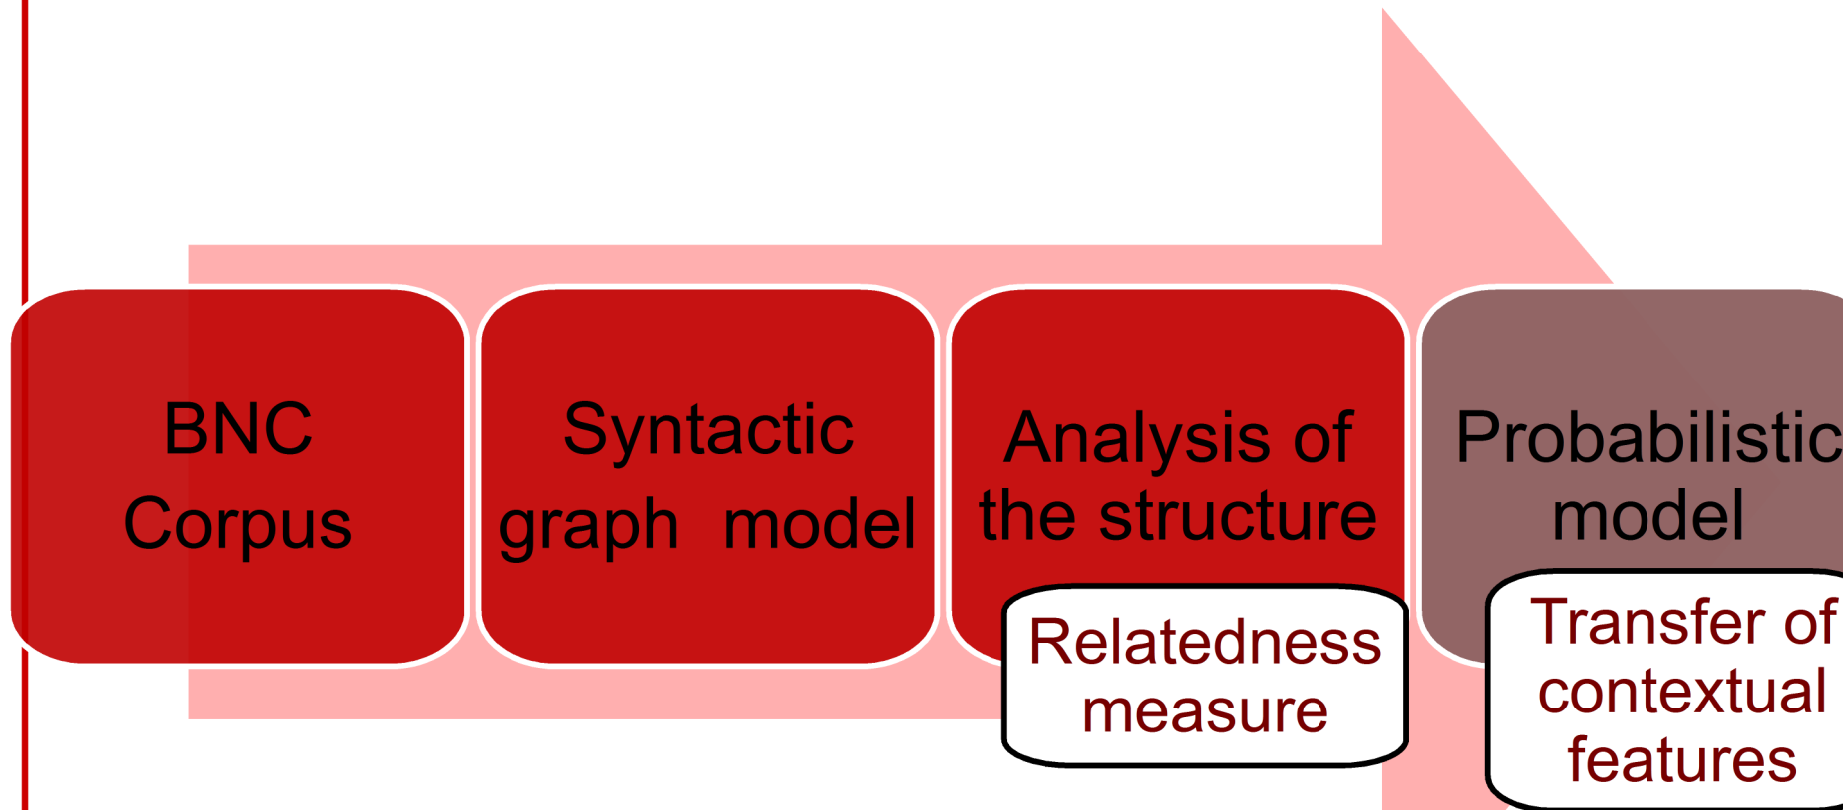 BNC
Corpus
Syntactic
graph model
Analysis of
the structure
Relatedness
measure
Probabilistic
model
Transfer of
contextual
features